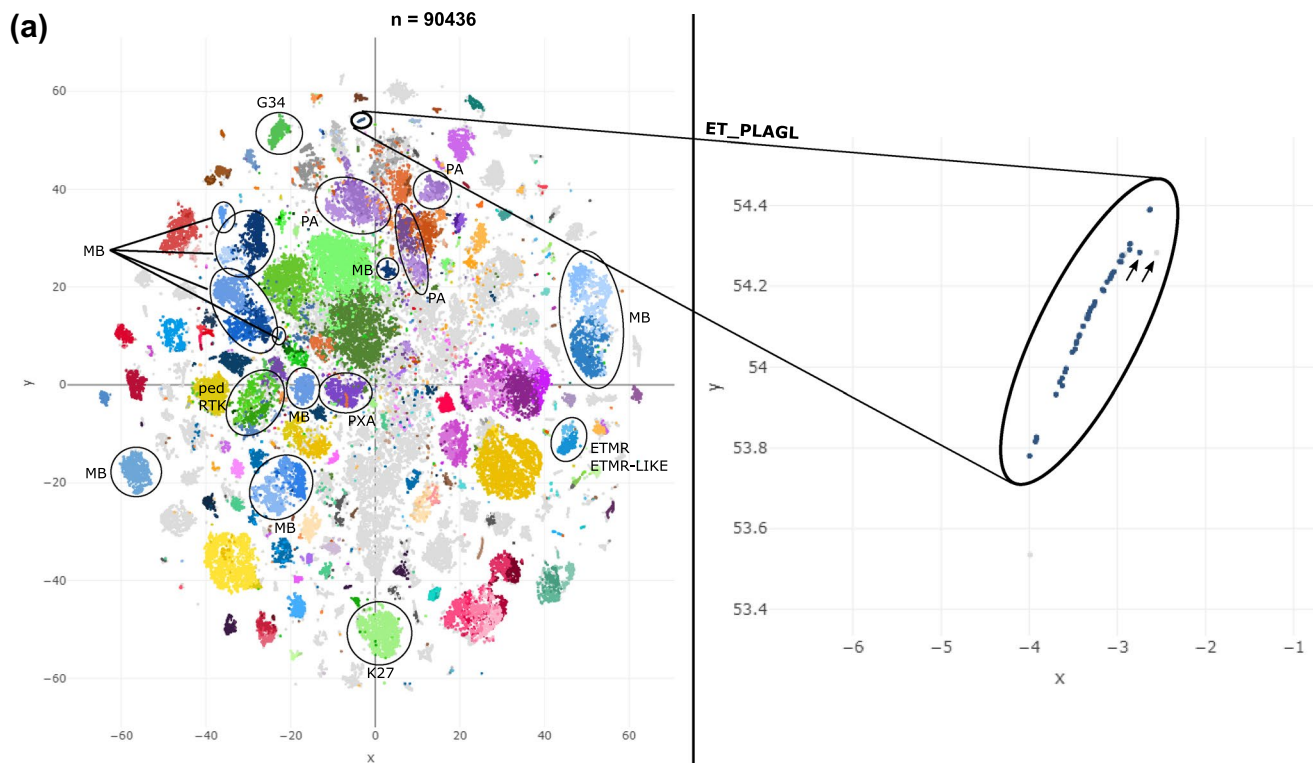 (a)
n = 90436
y
60
40
20
0
−20
−40
−60
−60
−40
−20
0
20
40
60
x
G34
PA
PA
PA
MB
MB
MB
ped
RTK
MB
PXA
MB
MB
ETMR
ETMR-LIKE
K27
ET_PLAGL
y
54.4
54.2
54
53.8
53.6
53.4
−6
−5
−4
−3
−2
−1
x